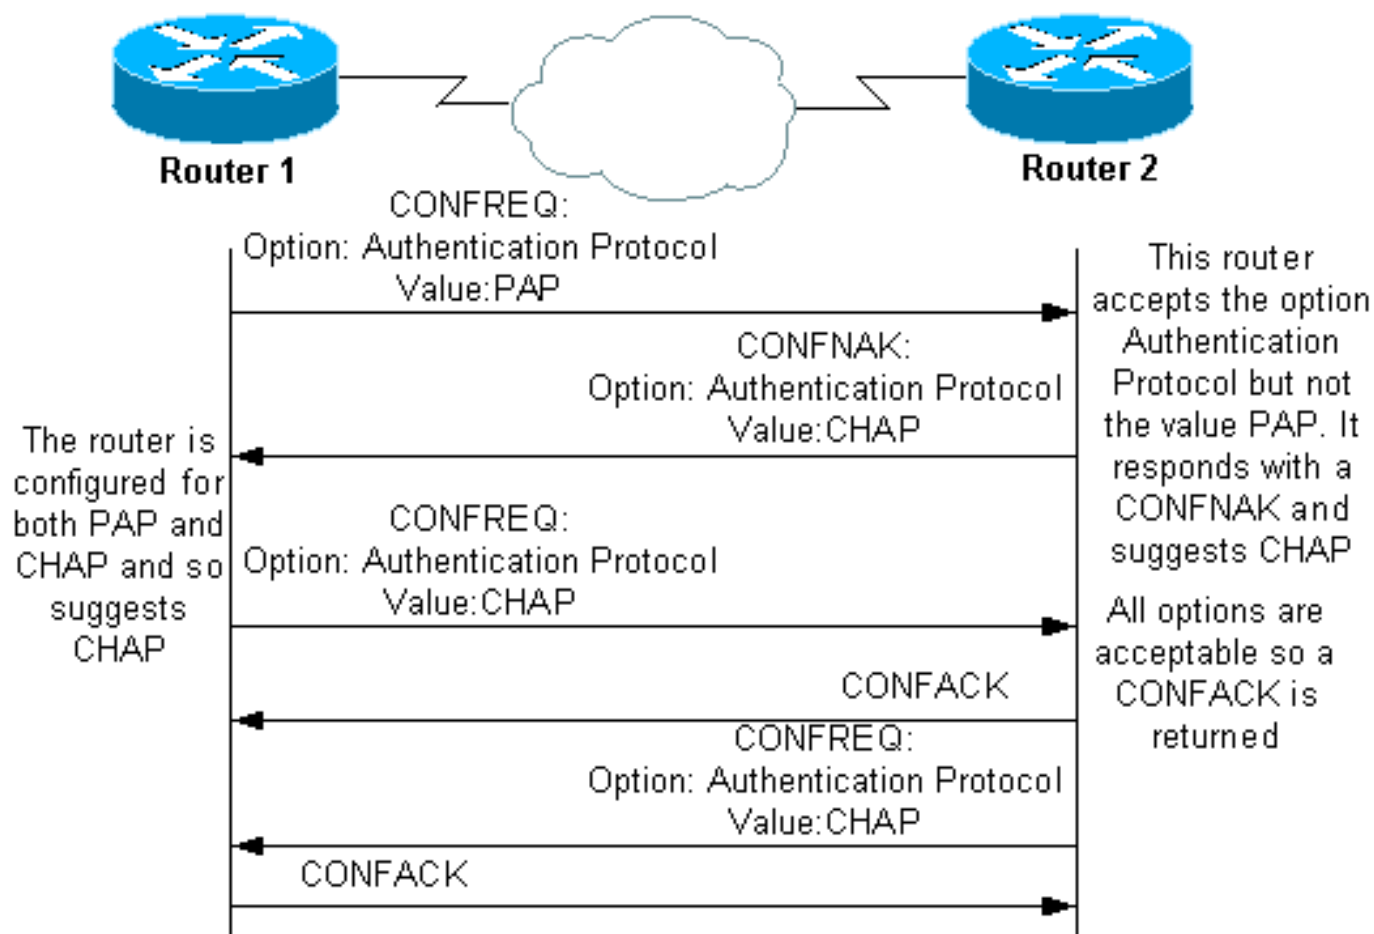 Router 1
Router 2
CONFREQ:
Option: Authentication Protocol
Value:PAP
This router
accepts the option
Authentication
Protocol but not
the value PAP. It
responds with a
CONFNAK and
suggests CHAP
CONFNAK:
Option: Authentication Protocol
Value:CHAP
The router is
configured for
both PAP and
CHAP and so
suggests
CHAP
CONFREQ:
Option: Authentication Protocol
Value:CHAP
All options are
acceptable so a
CONFACK is
returned
CONFACK
CONFREQ:
Option: Authentication Protocol
Value:CHAP
CONFACK